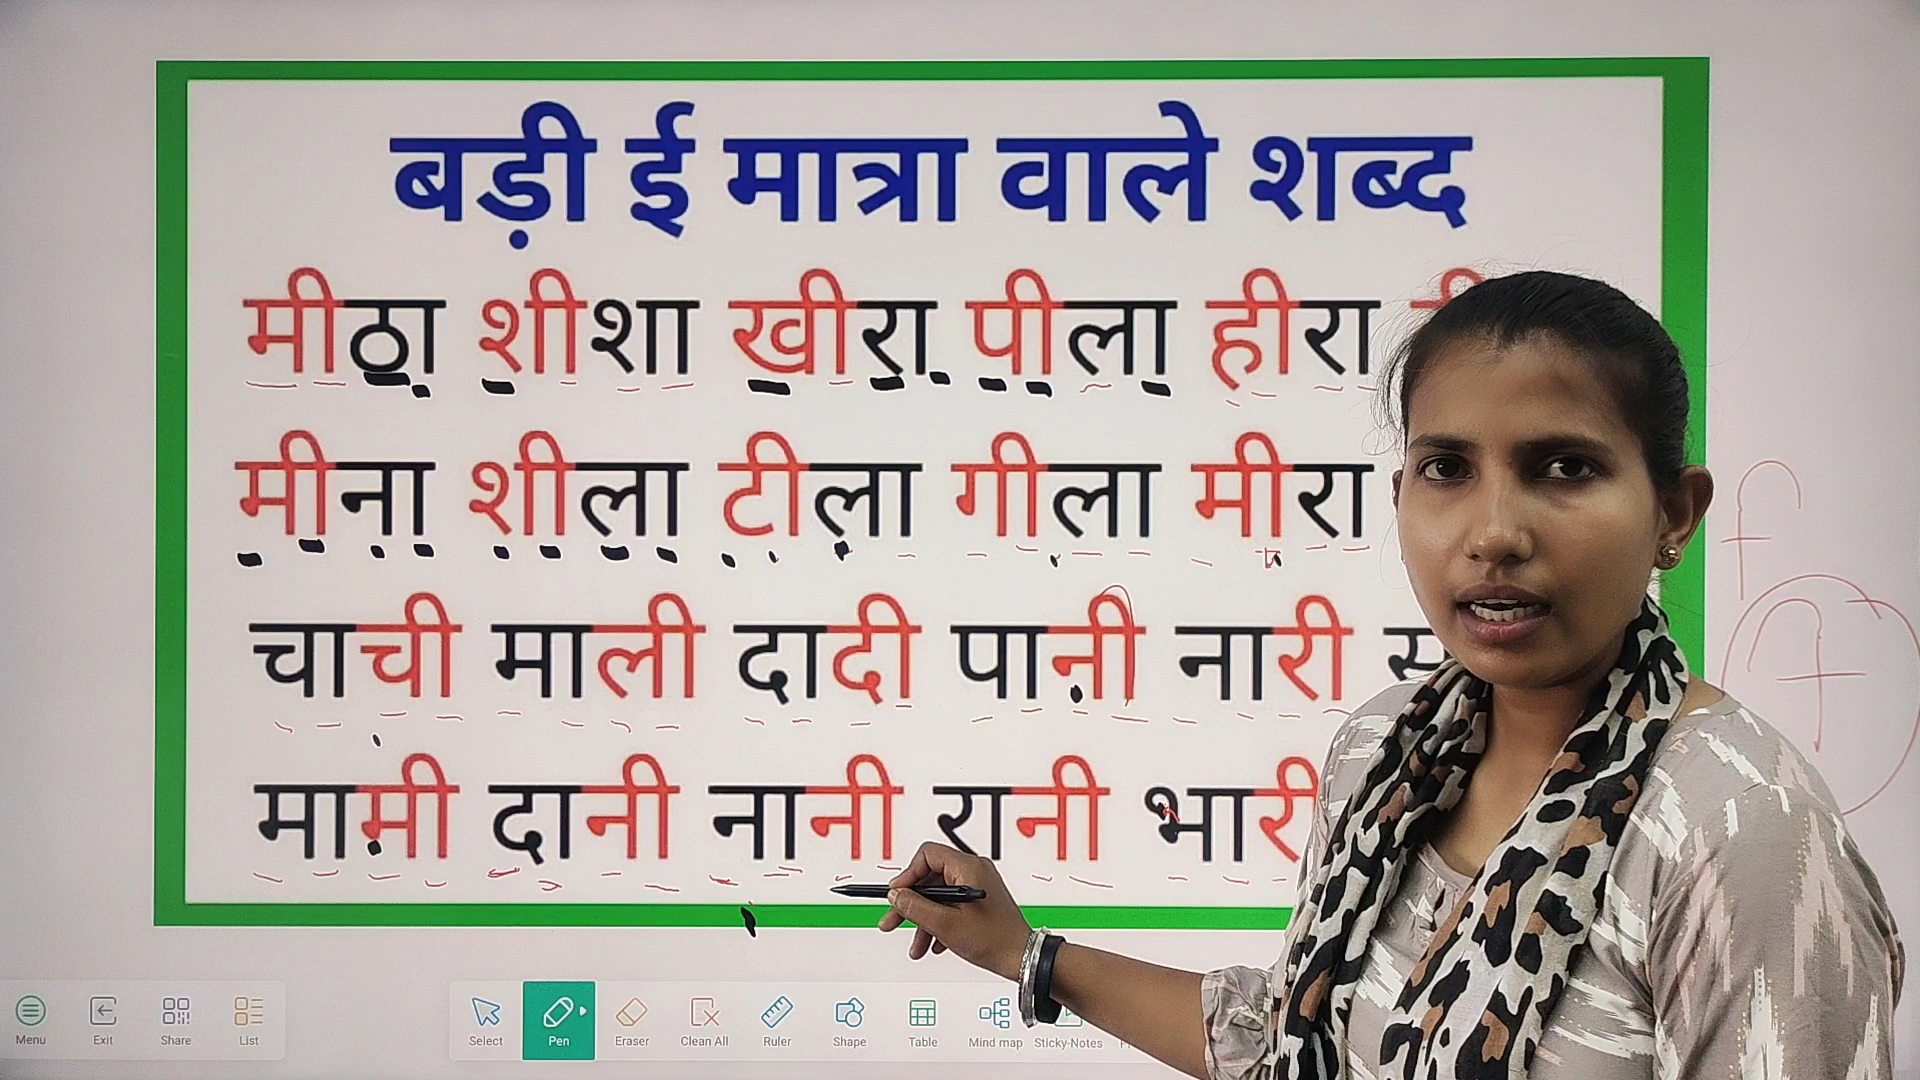 बड़ी ई मात्रा वाले शब्द
मीठा शीशा खीरा पीला हीरा
मीना शीला टीला गीला मीरा
चाची माली दादी पानी नारी
मामी दानी नानी रानी भारी
Menu Exit Share List Select Pen Eraser Clean All Ruler Shape Table Mind map Sticky-Notes